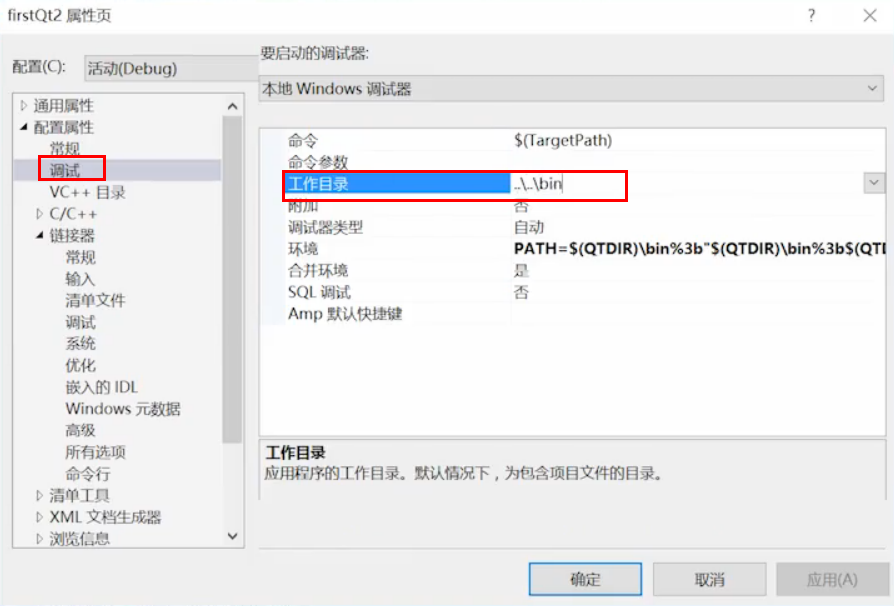 firstQt2 属性页
?
配置(C):
活动(Debug)
要启动的调试器:
本地 Windows 调试器
通用属性
配置属性
常规
调试
VC++ 目录
C/C++
链接器
常规
输入
清单文件
调试
系统
优化
嵌入的 IDL
Windows 元数据
高级
所有选项
命令行
清单工具
XML 文档生成器
浏览信息
命令 $(TargetPath)
命令参数
工作目录 ..\..\bin
附加 否
调试器类型 自动
环境 PATH=$(QTDIR)\bin%3b"$(QTDIR)\bin%3b$(QTD
合并环境 是
SQL 调试 否
Amp 默认快捷键
工作目录
应用程序的工作目录。默认情况下，为包含项目文件的目录。
确定 取消 应用(A)